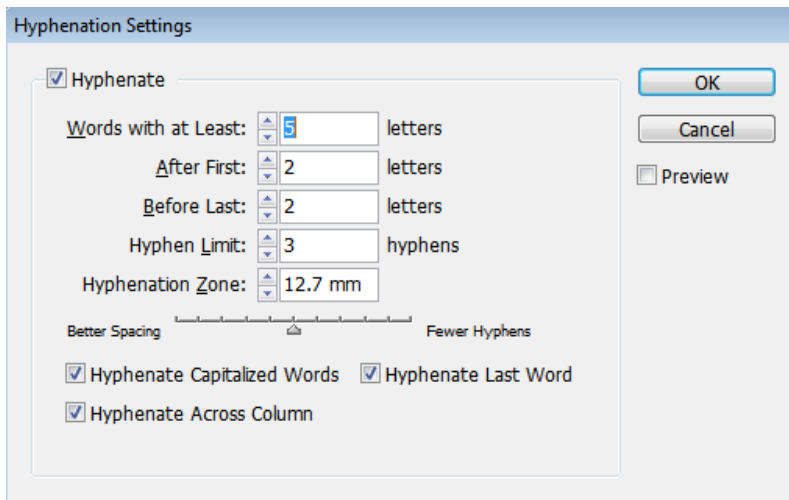 Hyphenation Settings
Hyphenate
OK
Words with at Least: 5 letters
Cancel
After First: 2 letters
Preview
Before Last: 2 letters
Hyphen Limit: 3 hyphens
Hyphenation Zone: 12.7 mm
Better Spacing Fewer Hyphens
Hyphenate Capitalized Words Hyphenate Last Word
Hyphenate Across Column